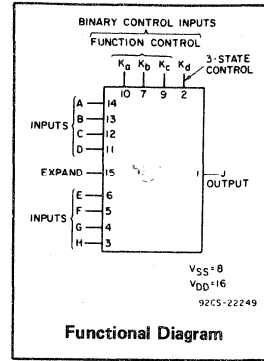 BINARY CONTROL INPUTS
FUNCTION CONTROL
Ka Kb Kc Kd
3-STATE
CONTROL
10 7 9 2
A 14
B 13
INPUTS
C 12
D 11
EXPAND 15
1 J
OUTPUT
E 6
F 5
INPUTS
G 4
H 3
VSS=8
VDD=16
92CS-22249
Functional Diagram